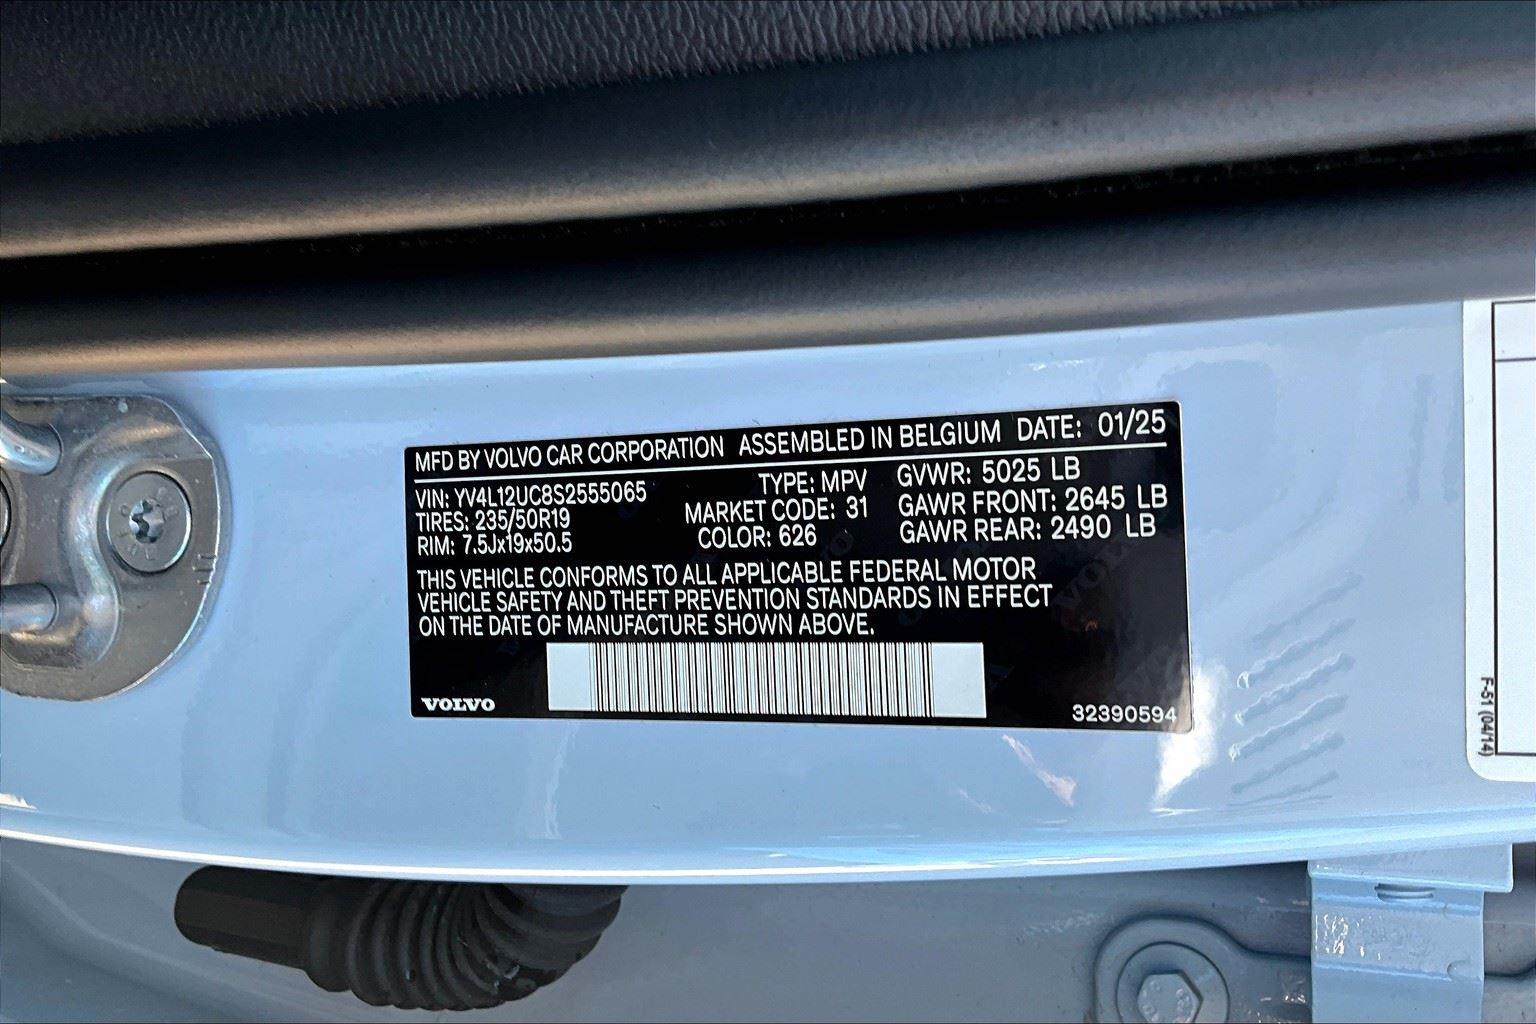 MFD BY VOLVO CAR CORPORATION ASSEMBLED IN BELGIUM DATE: 01/25
VIN: YV4L12UC8S2555065 TYPE: MPV GVWR: 5025 LB
TIRES: 235/50R19 MARKET CODE: 31 GAWR FRONT: 2645 LB
RIM: 7.5Jx19x50.5 COLOR: 626 GAWR REAR: 2490 LB
THIS VEHICLE CONFORMS TO ALL APPLICABLE FEDERAL MOTOR
VEHICLE SAFETY AND THEFT PREVENTION STANDARDS IN EFFECT
ON THE DATE OF MANUFACTURE SHOWN ABOVE.
VOLVO 32390594
F-51 (04/14)